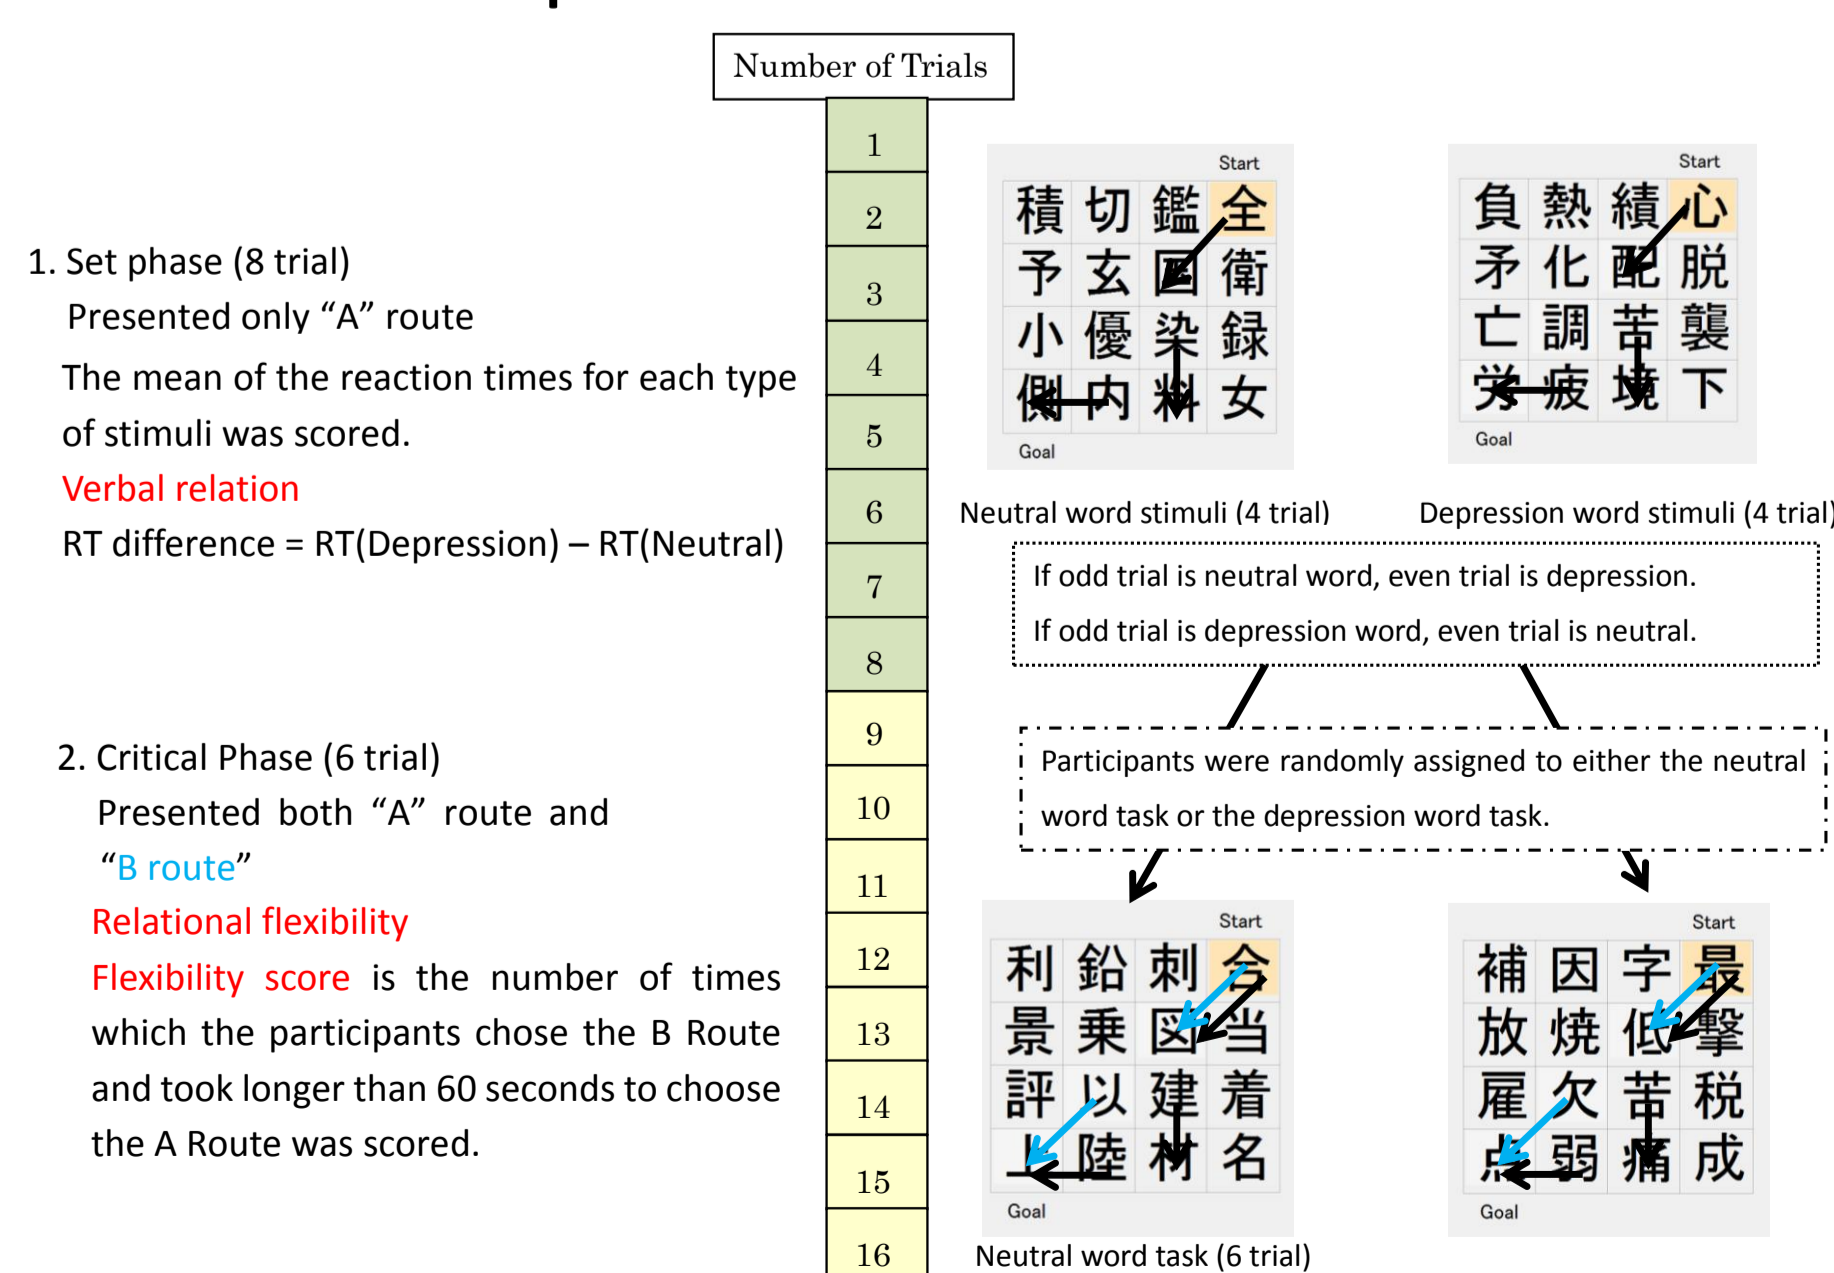 Number of Trials
1
2
3
4
5
6
7
8
9
10
11
12
13
14
15
16
1. Set phase (8 trial)
Presented only “A” route
The mean of the reaction times for each type
of stimuli was scored.
Verbal relation
RT difference = RT(Depression) – RT(Neutral)
2. Critical Phase (6 trial)
Presented both “A” route and
“B route”
Relational flexibility
Flexibility score is the number of times
which the participants chose the B Route
and took longer than 60 seconds to choose
the A Route was scored.
Start
積 切 鑑 全
予 玄 図 衛
小 優 染 録
側 内 料 女
Goal
Neutral word stimuli (4 trial)
Start
負 熱 績 心
矛 化 配 脱
亡 調 苦 襲
労 疲 境 下
Goal
Depression word stimuli (4 trial)
If odd trial is neutral word, even trial is depression.
If odd trial is depression word, even trial is neutral.
Participants were randomly assigned to either the neutral
word task or the depression word task.
Start
利 鉛 刺 合
景 乗 図 当
評 以 建 着
上 陸 材 名
Goal
Neutral word task (6 trial)
Start
補 因 字 最
放 焼 低 撃
雇 欠 苦 税
点 弱 痛 成
Goal